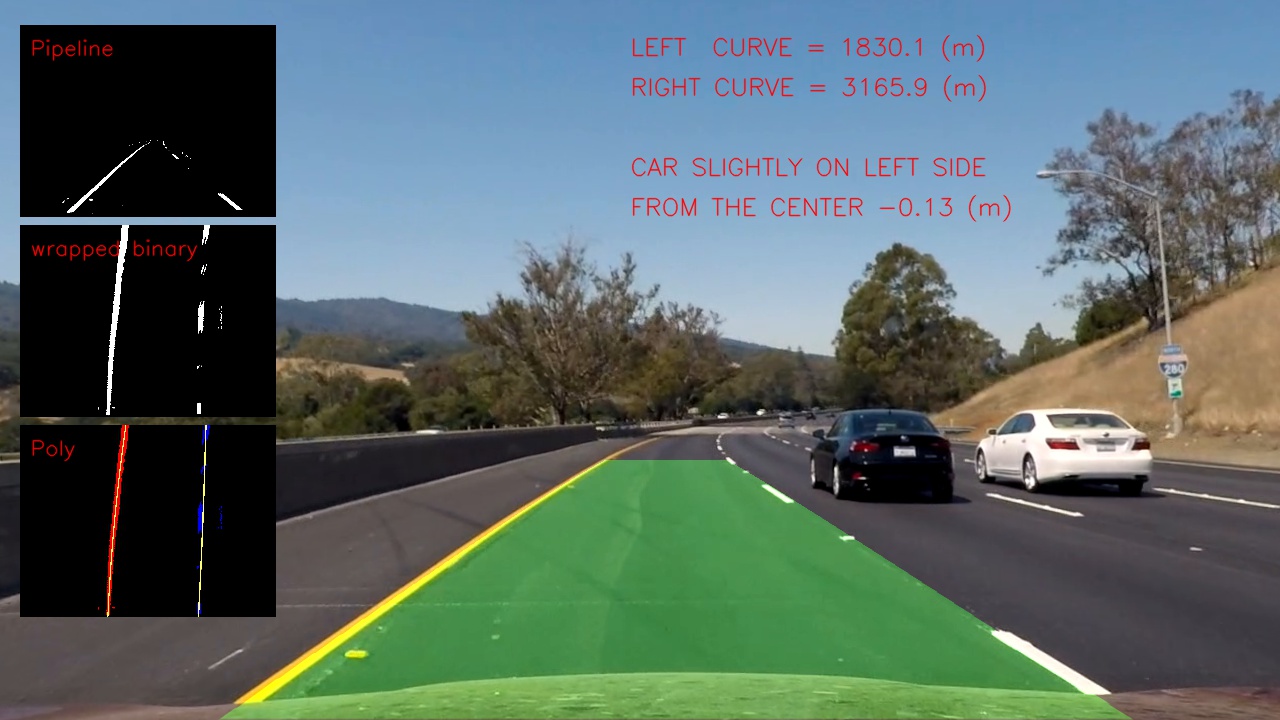 Pipeline
LEFT  CURVE = 1830.1 (m)
RIGHT CURVE = 3165.9 (m)
CAR SLIGHTLY ON LEFT SIDE
FROM THE CENTER -0.13 (m)
wrapped binary
Poly
280